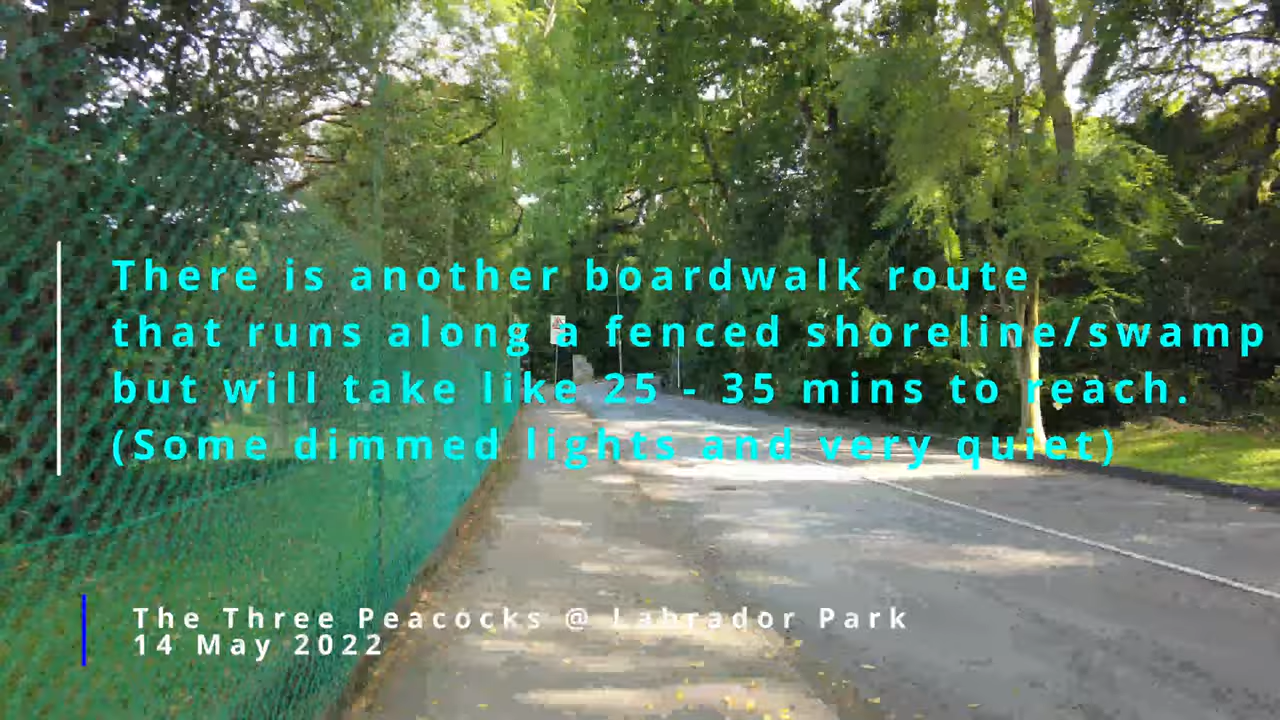 There is another boardwalk route
that runs along a fenced shoreline/swamp
but will take like 25 - 35 mins to reach.
(Some dimmed lights and very quiet)
The Three Peacocks @ Labrador Park
14 May 2022